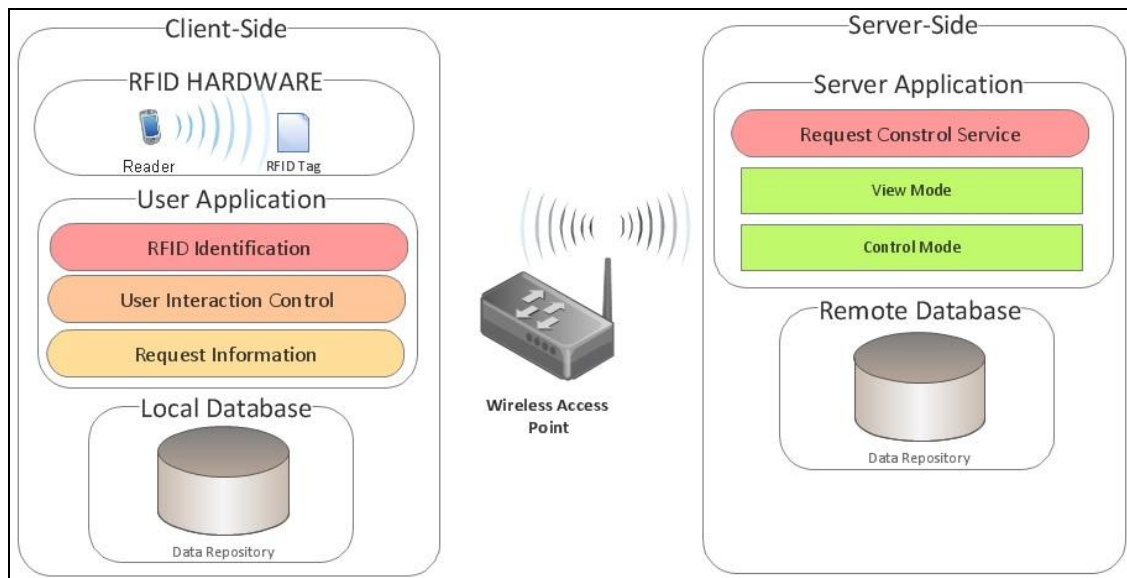 Client-Side
RFID HARDWARE
Reader
RFID Tag
User Application
RFID Identification
User Interaction Control
Request Information
Local Database
Data Repository
Wireless Access
Point
Server-Side
Server Application
Request Constrol Service
View Mode
Control Mode
Remote Database
Data Repository